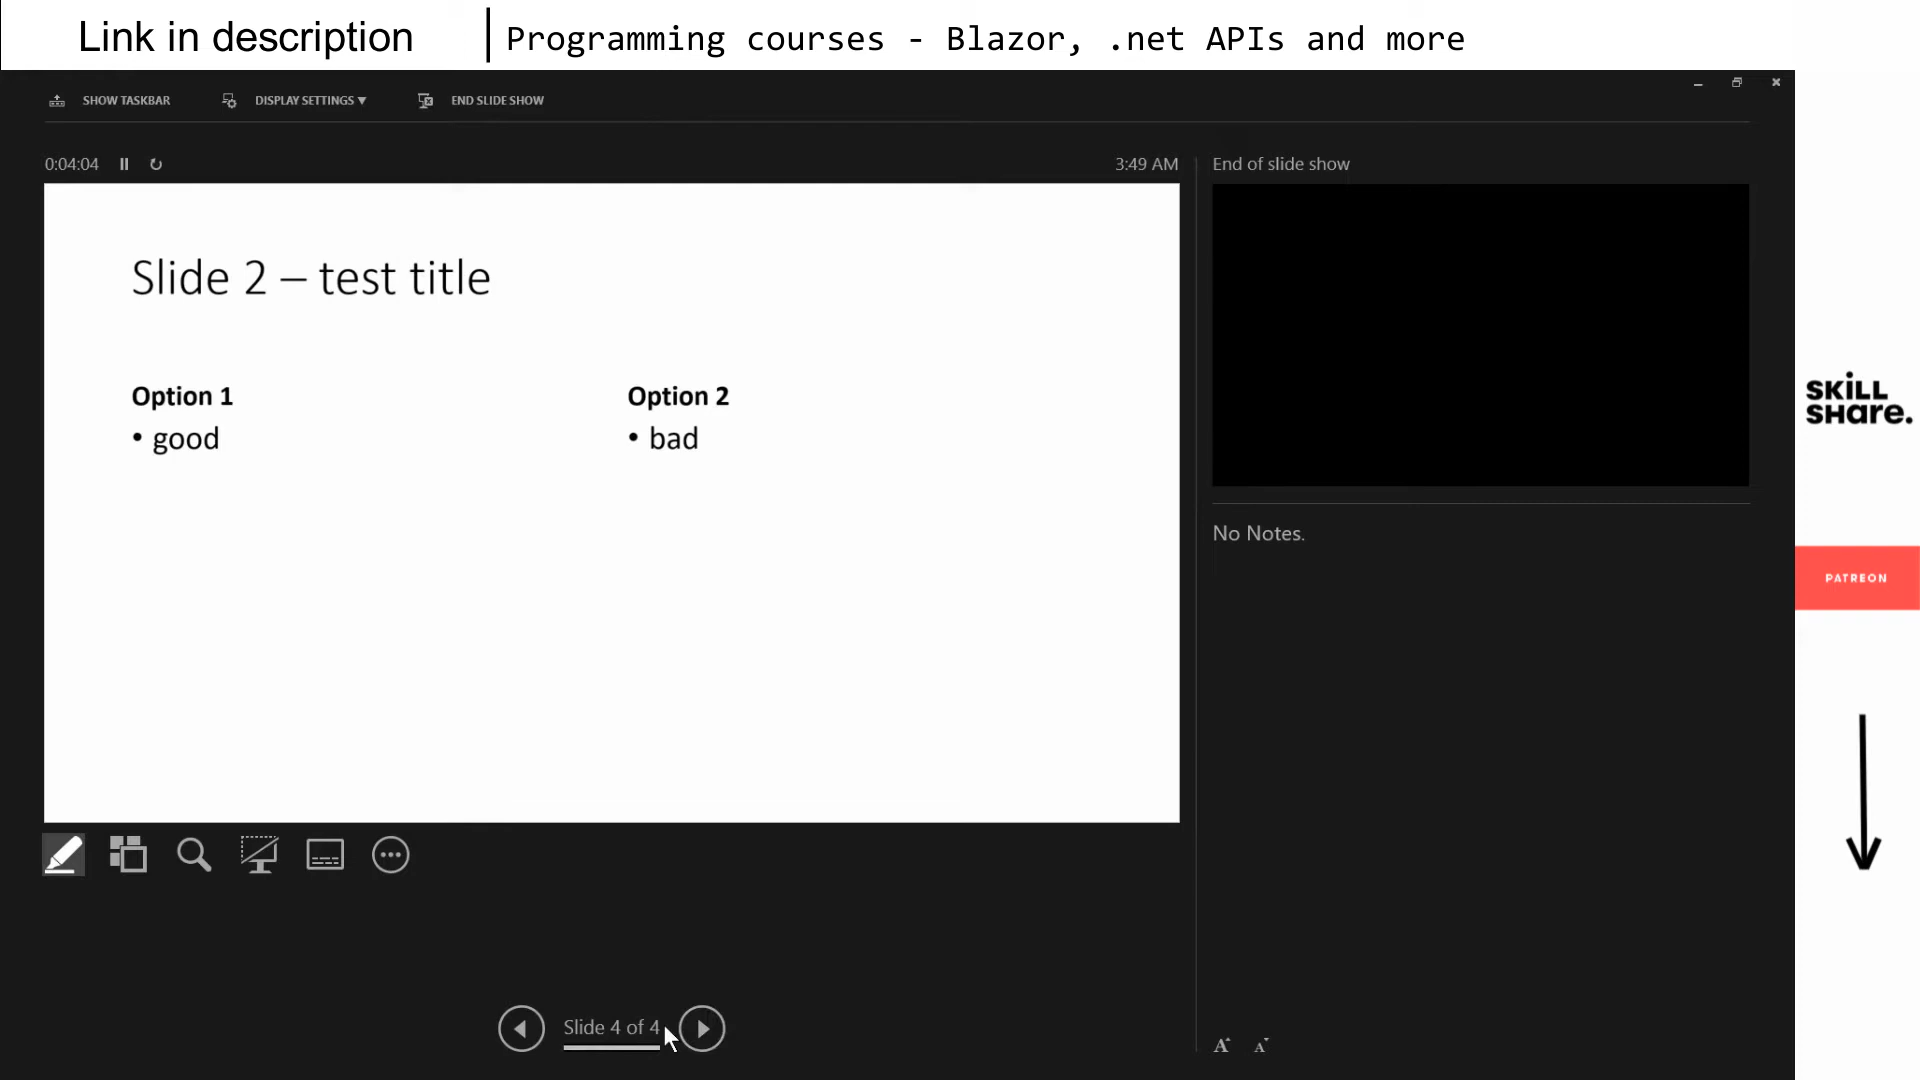 Link in description
Programming courses - Blazor, .net APIs and more
SHOW TASKBAR
DISPLAY SETTINGS ▼
END SLIDE SHOW
0:04:04
3:49 AM
End of slide show
Slide 2 – test title
Option 1
• good
Option 2
• bad
No Notes.
SKiLL
SHare.
PATREON
Slide 4 of 4
A
A